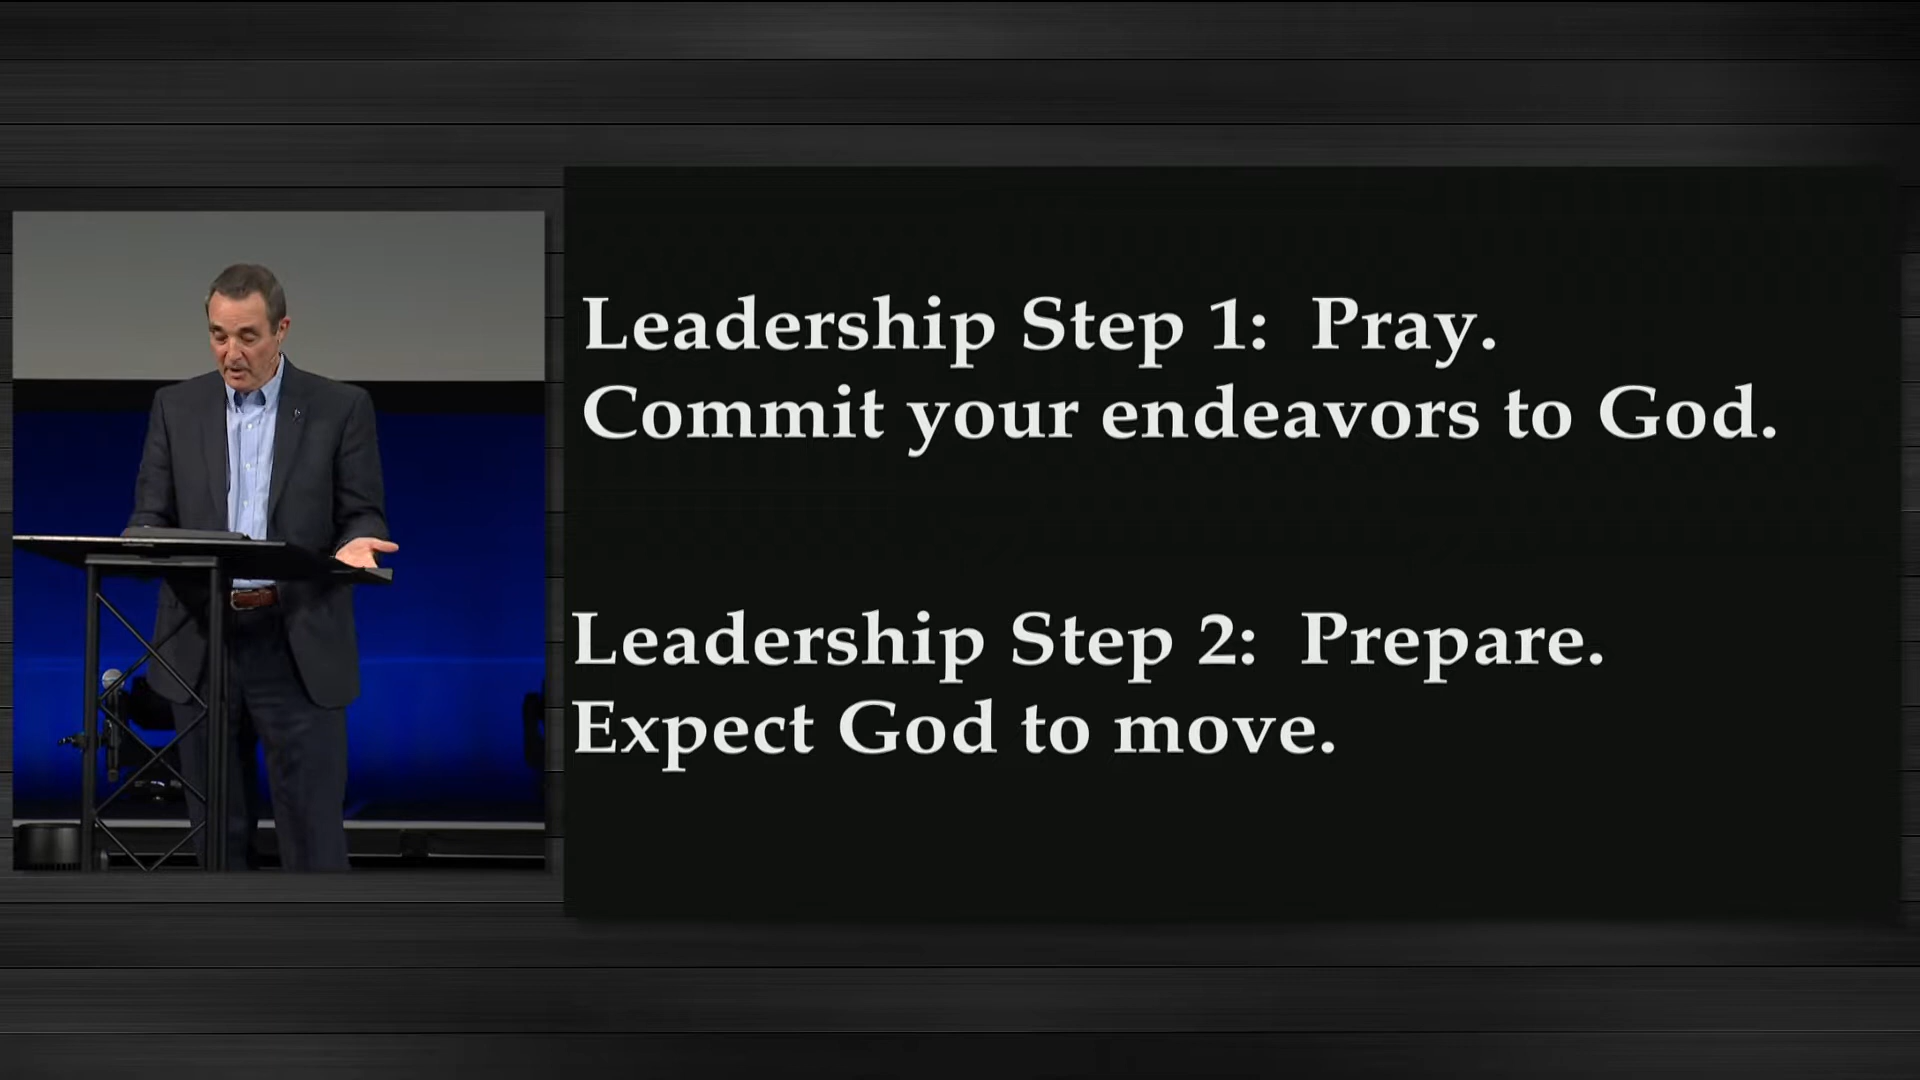 Leadership Step 1:  Pray.
Commit your endeavors to God.
Leadership Step 2:  Prepare.
Expect God to move.